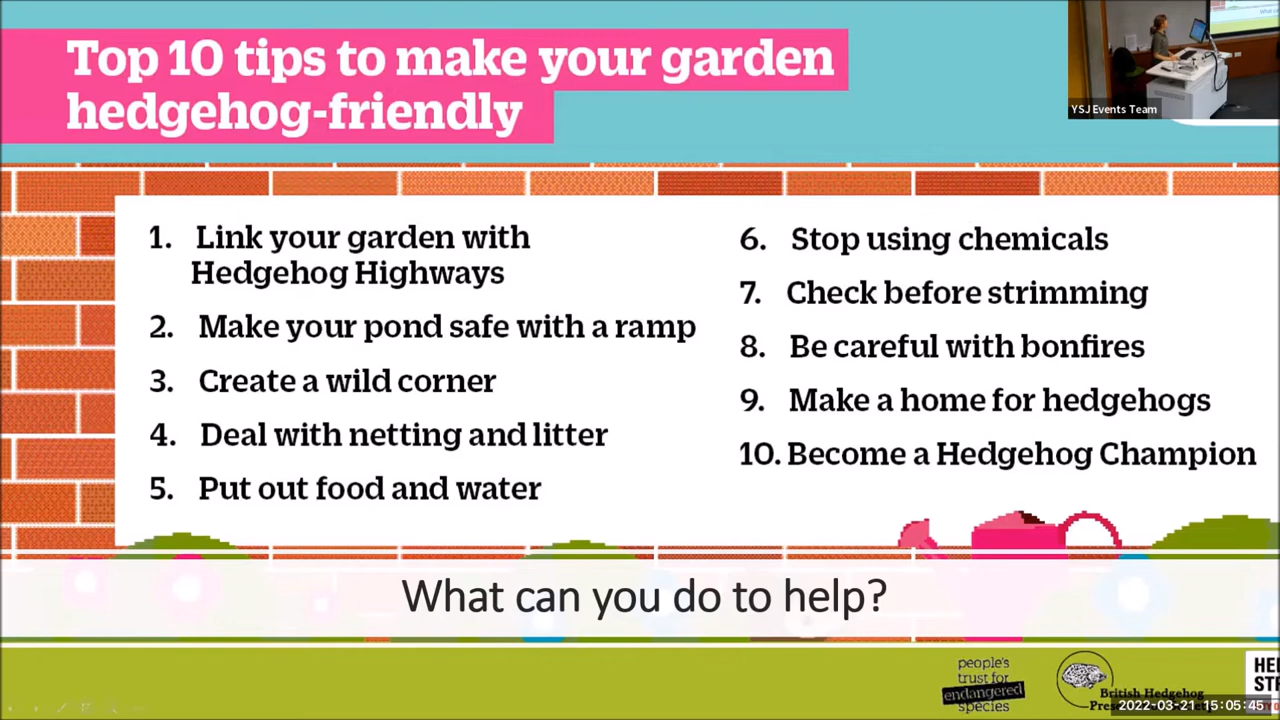 Top 10 tips to make your garden
hedgehog-friendly
YSJ Events Team
1. Link your garden with
Hedgehog Highways
2. Make your pond safe with a ramp
3. Create a wild corner
4. Deal with netting and litter
5. Put out food and water
6. Stop using chemicals
7. Check before strimming
8. Be careful with bonfires
9. Make a home for hedgehogs
10. Become a Hedgehog Champion
What can you do to help?
people's
trust for
endangered
species
British Hedgehog
2022-03-21 15:05:45